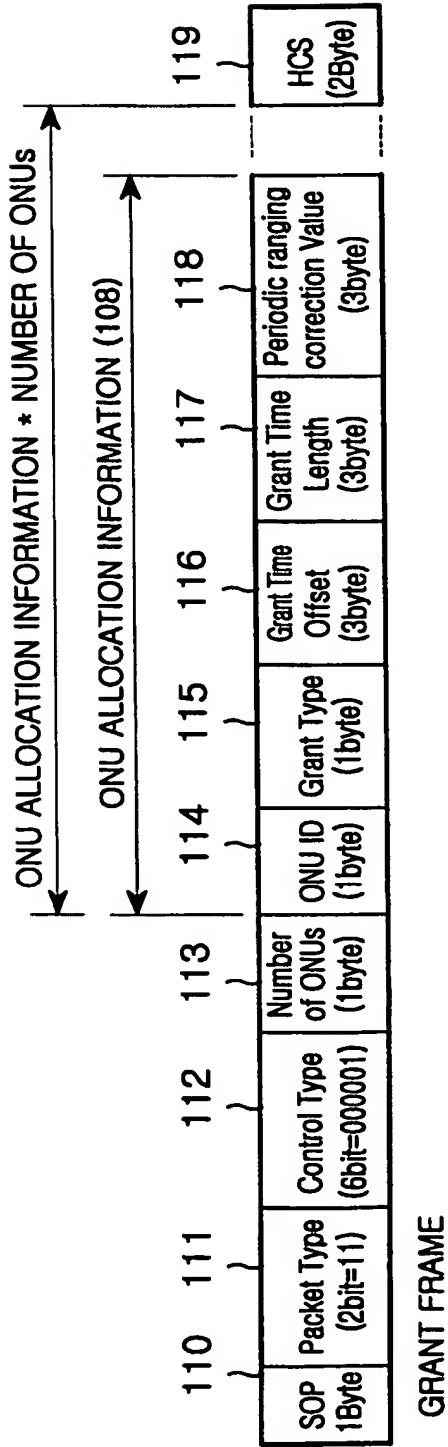 ONU ALLOCATION INFORMATION * NUMBER OF ONUs
ONU ALLOCATION INFORMATION (108)
110
111
112
113
114
115
116
117
118
119
SOP
1Byte
Packet Type
(2bit=11)
Control Type
(6bit=000001)
Number
of ONUs
(1byte)
ONU ID
(1byte)
Grant Type
(1byte)
Grant Time
Offset
(3byte)
Grant Time
Length
(3byte)
Periodic ranging
correction Value
(3byte)
HCS
(2Byte)
GRANT FRAME